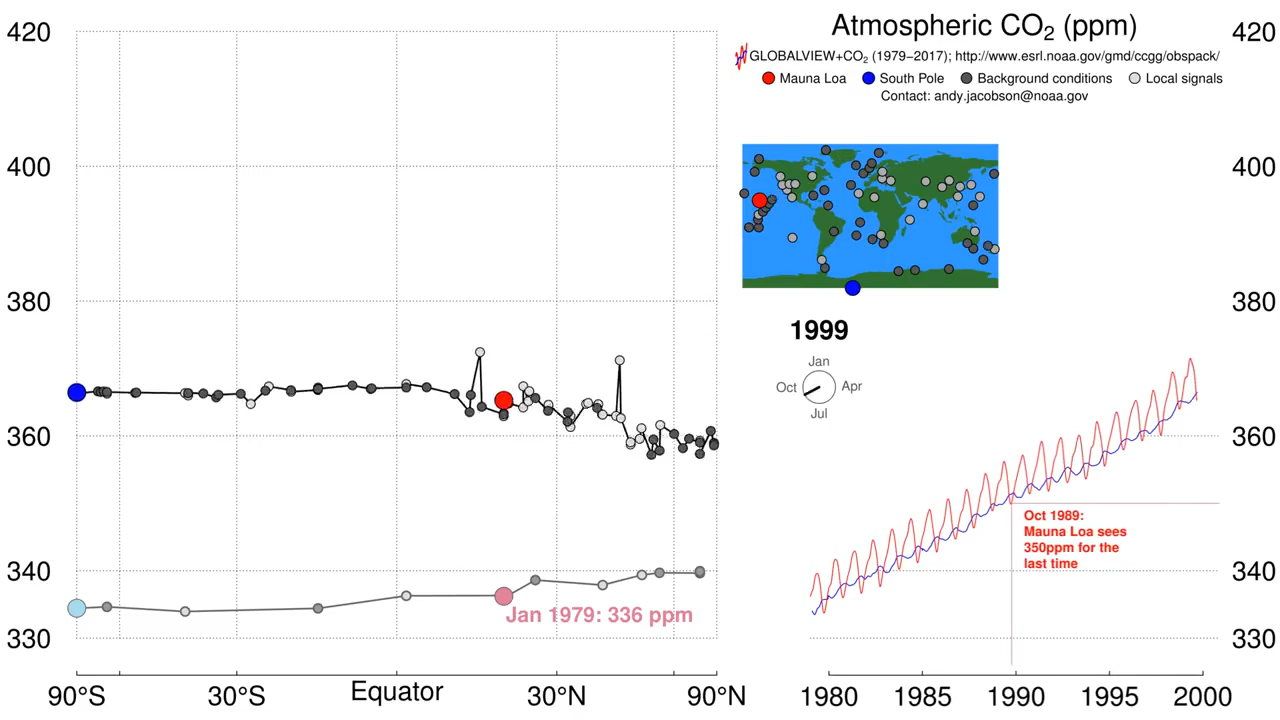 Atmospheric CO₂ (ppm)
GLOBALVIEW+CO₂ (1979−2017); http://www.esrl.noaa.gov/gmd/ccgg/obspack/
Mauna Loa South Pole Background conditions Local signals
Contact: andy.jacobson@noaa.gov
420
400
380
360
340
330
Jan 1979: 336 ppm
90°S 30°S Equator 30°N 90°N
1999
Jan
Oct Apr
Jul
Oct 1989:
Mauna Loa sees
350ppm for the
last time
420
400
380
360
340
330
1980 1985 1990 1995 2000